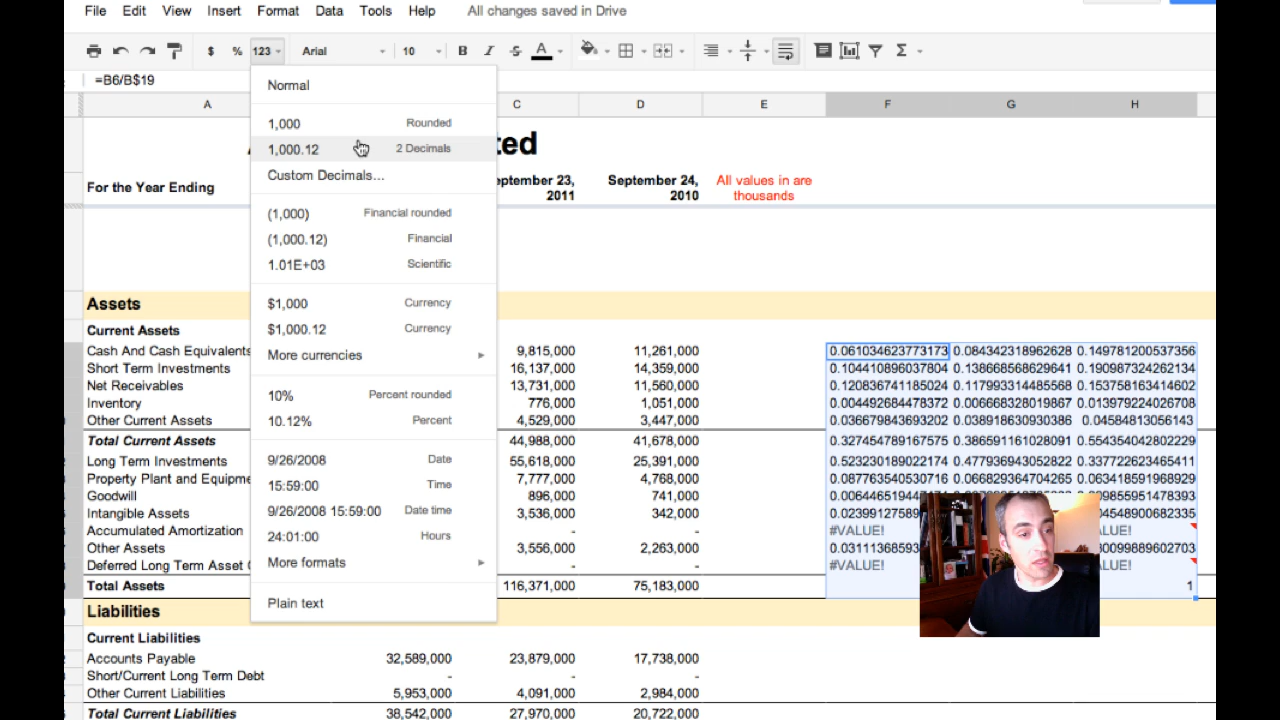 File Edit View Insert Format Data Tools Help All changes saved in Drive
$ % 123 Arial 10 B I S A Σ
=B6/B$19
A C D E F G H
Normal
1,000 Rounded
1,000.12 2 Decimals
Custom Decimals...
(1,000) Financial rounded
(1,000.12) Financial
1.01E+03 Scientific
$1,000 Currency
$1,000.12 Currency
More currencies
10% Percent rounded
10.12% Percent
9/26/2008 Date
15:59:00 Time
9/26/2008 15:59:00 Date time
24:01:00 Hours
More formats
Plain text
ted
For the Year Ending eptember 23, 2011 September 24, 2010 All values in are thousands
Assets
Current Assets
Cash And Cash Equivalents 9,815,000 11,261,000 0.061034623773173 0.084342318962628 0.149781200537356
Short Term Investments 16,137,000 14,359,000 0.104410896037804 0.138668568629641 0.190987324262134
Net Receivables 13,731,000 11,560,000 0.120836741185024 0.117993314485568 0.153758163414602
Inventory 776,000 1,051,000 0.004492684478372 0.006668328019867 0.013979224026708
Other Current Assets 4,529,000 3,447,000 0.036679843693202 0.038918630930386 0.04584813056143
Total Current Assets 44,988,000 41,678,000 0.327454789167575 0.386591161028091 0.5543540428022​29
Long Term Investments 55,618,000 25,391,000 0.523230189022174 0.477936943052822 0.337722623465411
Property Plant and Equipme 7,777,000 4,768,000 0.087763540530716 0.066829364704265 0.063418591968929
Goodwill 896,000 741,000 0.0064465194 009855951478393
Intangible Assets 3,536,000 342,000 0.0239912758 04548900682335
Accumulated Amortization - - #VALUE! VALUE!
Other Assets 3,556,000 2,263,000 0.0311136859 30099889602703
Deferred Long Term Asset - - #VALUE! VALUE!
Total Assets 116,371,000 75,183,000 1
Liabilities
Current Liabilities
Accounts Payable 32,589,000 23,879,000 17,738,000
Short/Current Long Term Debt - - -
Other Current Liabilities 5,953,000 4,091,000 2,984,000
Total Current Liabilities 38,542,000 27,970,000 20,722,000